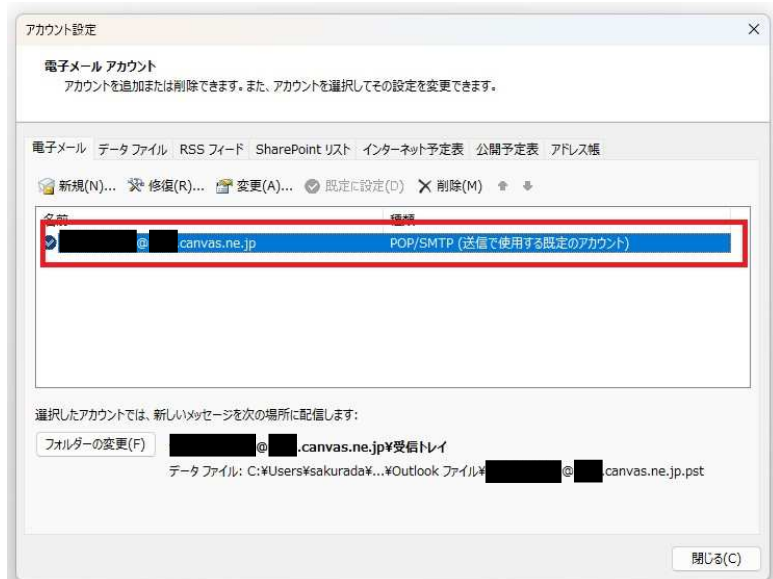 アカウント設定
電子メール アカウント
アカウントを追加または削除できます。また、アカウントを選択してその設定を変更できます。
電子メール データ ファイル RSS フィード SharePoint リスト インターネット予定表 公開予定表 アドレス帳
新規(N)... 修復(R)... 変更(A)... 既定に設定(D) 削除(M)
名前 種類
@ .canvas.ne.jp POP/SMTP (送信で使用する既定のアカウント)
選択したアカウントでは、新しいメッセージを次の場所に配信します:
フォルダーの変更(F) @ .canvas.ne.jp¥受信トレイ
データ ファイル: C:¥Users¥sakurada¥...¥Outlook ファイル¥ @ .canvas.ne.jp.pst
閉じる(C)